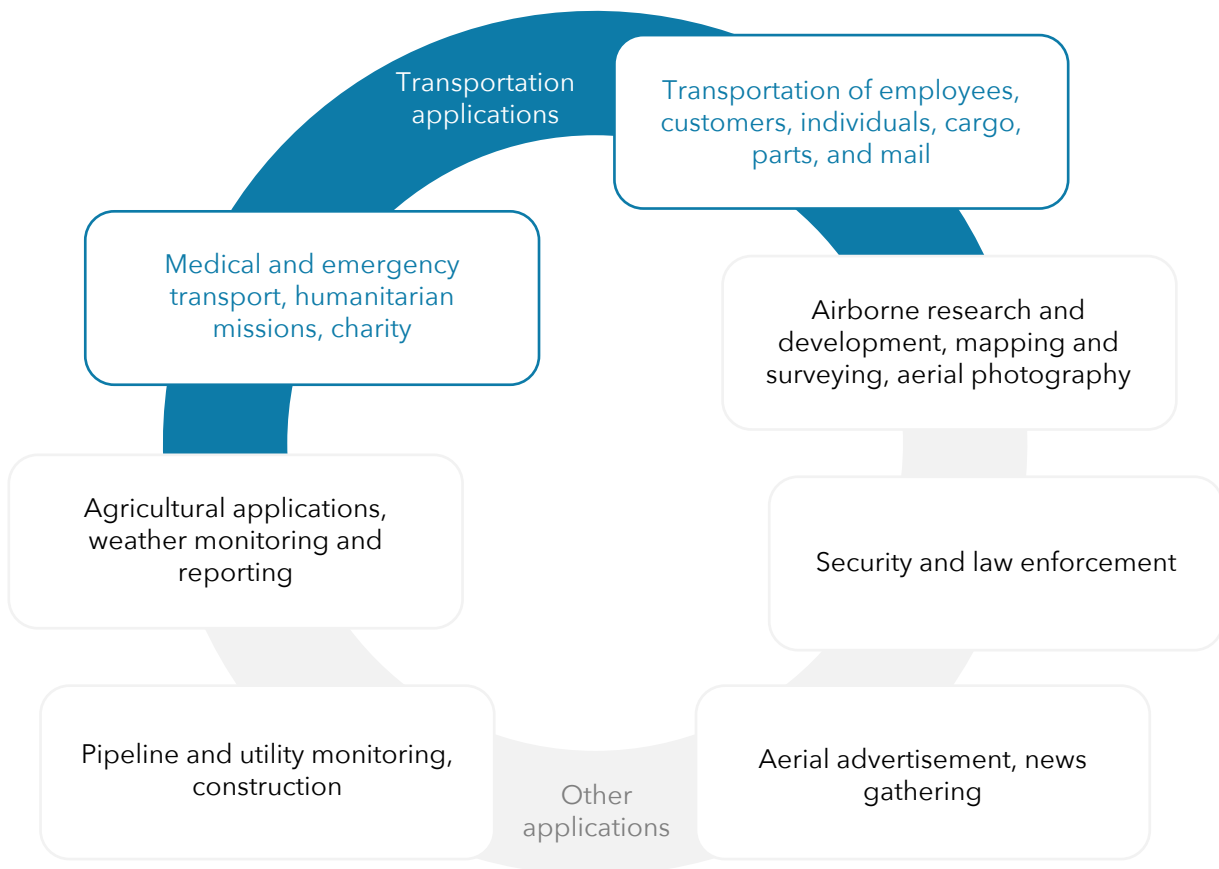 Transportation
applications
Transportation of employees,
customers, individuals, cargo,
parts, and mail
Medical and emergency
transport, humanitarian
missions, charity
Airborne research and
development, mapping and
surveying, aerial photography
Agricultural applications,
weather monitoring and
reporting
Security and law enforcement
Pipeline and utility monitoring,
construction
Aerial advertisement, news
gathering
Other
applications